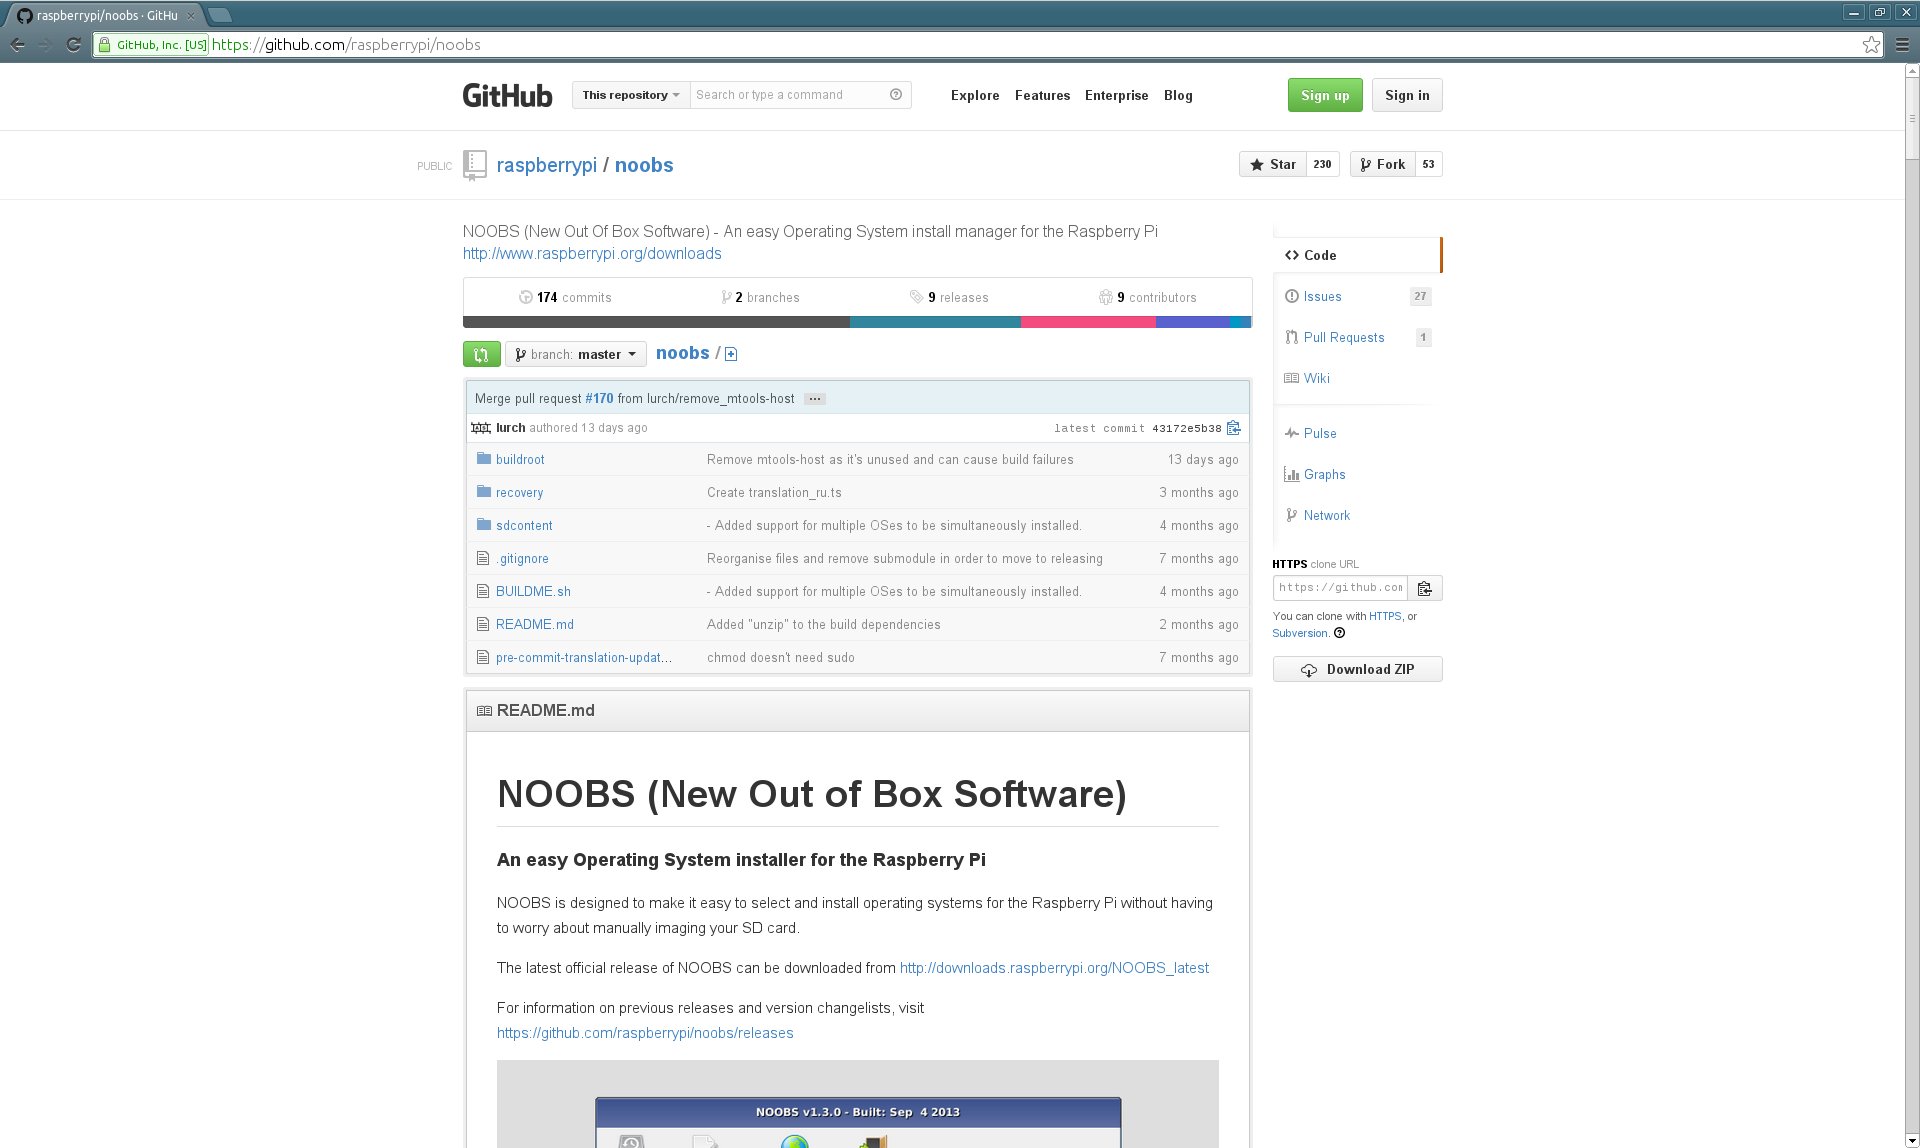 raspberrypi/noobs · GitHu
GitHub, Inc. [US] https://github.com/raspberrypi/noobs
GitHub This repository Search or type a command Explore Features Enterprise Blog Sign up Sign in
PUBLIC raspberrypi / noobs Star 230 Fork 53
NOOBS (New Out Of Box Software) - An easy Operating System install manager for the Raspberry Pi
http://www.raspberrypi.org/downloads
174 commits 2 branches 9 releases 9 contributors
branch: master noobs /
Merge pull request #170 from lurch/remove_mtools-host ...
lurch authored 13 days ago latest commit 43172e5b38
buildroot Remove mtools-host as it's unused and can cause build failures 13 days ago
recovery Create translation_ru.ts 3 months ago
sdcontent - Added support for multiple OSes to be simultaneously installed. 4 months ago
.gitignore Reorganise files and remove submodule in order to move to releasing 7 months ago
BUILDME.sh - Added support for multiple OSes to be simultaneously installed. 4 months ago
README.md Added "unzip" to the build dependencies 2 months ago
pre-commit-translation-updat... chmod doesn't need sudo 7 months ago
Code
Issues 27
Pull Requests 1
Wiki
Pulse
Graphs
Network
HTTPS clone URL
https://github.com
You can clone with HTTPS, or
Subversion.
Download ZIP
README.md
NOOBS (New Out of Box Software)
An easy Operating System installer for the Raspberry Pi
NOOBS is designed to make it easy to select and install operating systems for the Raspberry Pi without having
to worry about manually imaging your SD card.
The latest official release of NOOBS can be downloaded from http://downloads.raspberrypi.org/NOOBS_latest
For information on previous releases and version changelists, visit
https://github.com/raspberrypi/noobs/releases
NOOBS v1.3.0 - Built: Sep 4 2013